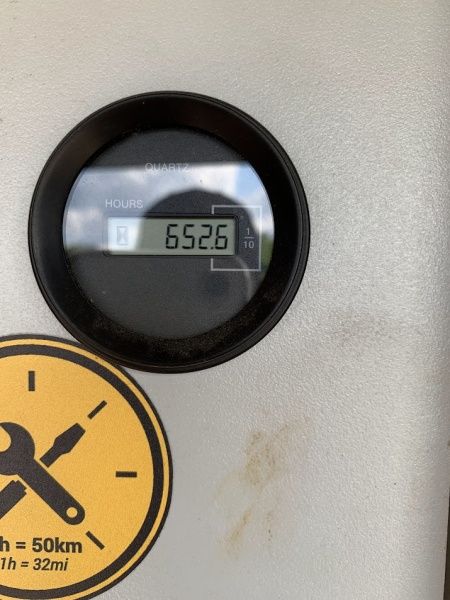 QUARTZ
HOURS
652.6
1
10
h = 50km
1h = 32mi